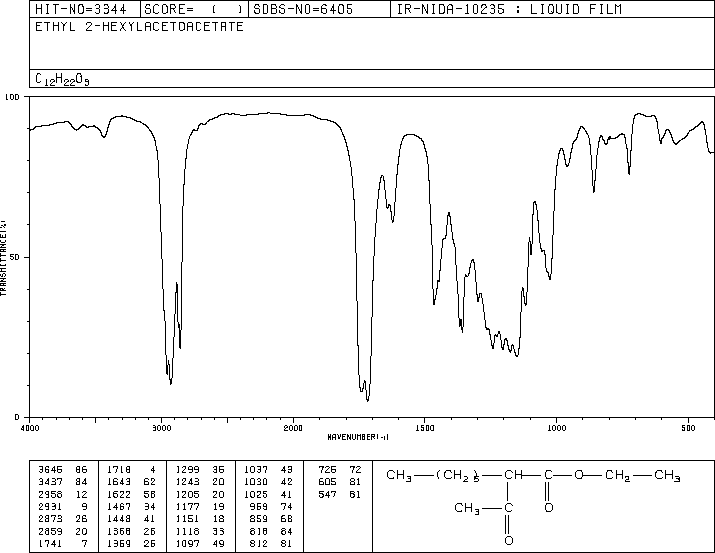 HIT-NO=3344 SCORE= ( ) SDBS-NO=6405 IR-NIDA-10235 : LIQUID FILM
ETHYL 2-HEXYLACETOACETATE
C12H22O3
100
50
0
TRANSMITTANCE(%)
4000 3000 2000 1500 1000 500
WAVENUMBER(-1)
3645 86 1718 4 1299 35 1037 43 725 72
3437 84 1643 62 1243 20 1030 42 605 81
2958 12 1622 58 1205 20 1025 41 547 81
2931 9 1467 34 1177 19 969 74
2873 26 1448 41 1151 18 859 68
2859 20 1368 26 1118 33 818 84
1741 7 1359 26 1097 49 812 81
CH3—(CH2)5—CH—C—O—CH2—CH3
CH3—C O
O